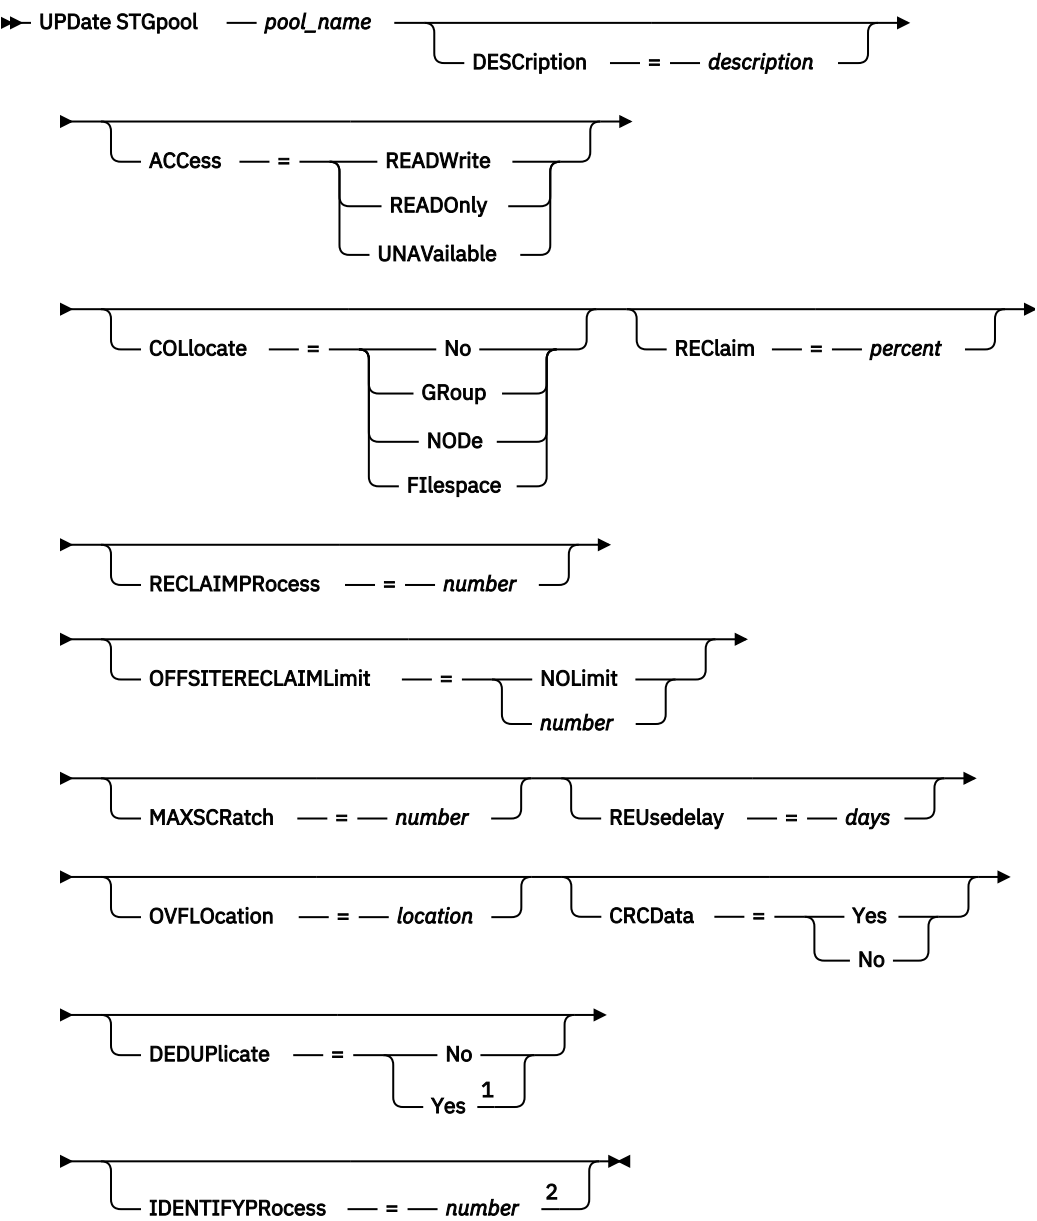 UPDate STGpool pool_name
DESCription = description
ACCess = READWrite
READOnly
UNAVailable
COLlocate = No REClaim = percent
GRoup
NODe
FIlespace
RECLAIMPRocess = number
OFFSITERECLAIMLimit = NOLimit
number
MAXSCRatch = number REUsedelay = days
OVFLOcation = location CRCData = Yes
No
DEDUPlicate = No
Yes 1
IDENTIFYPRocess = number 2